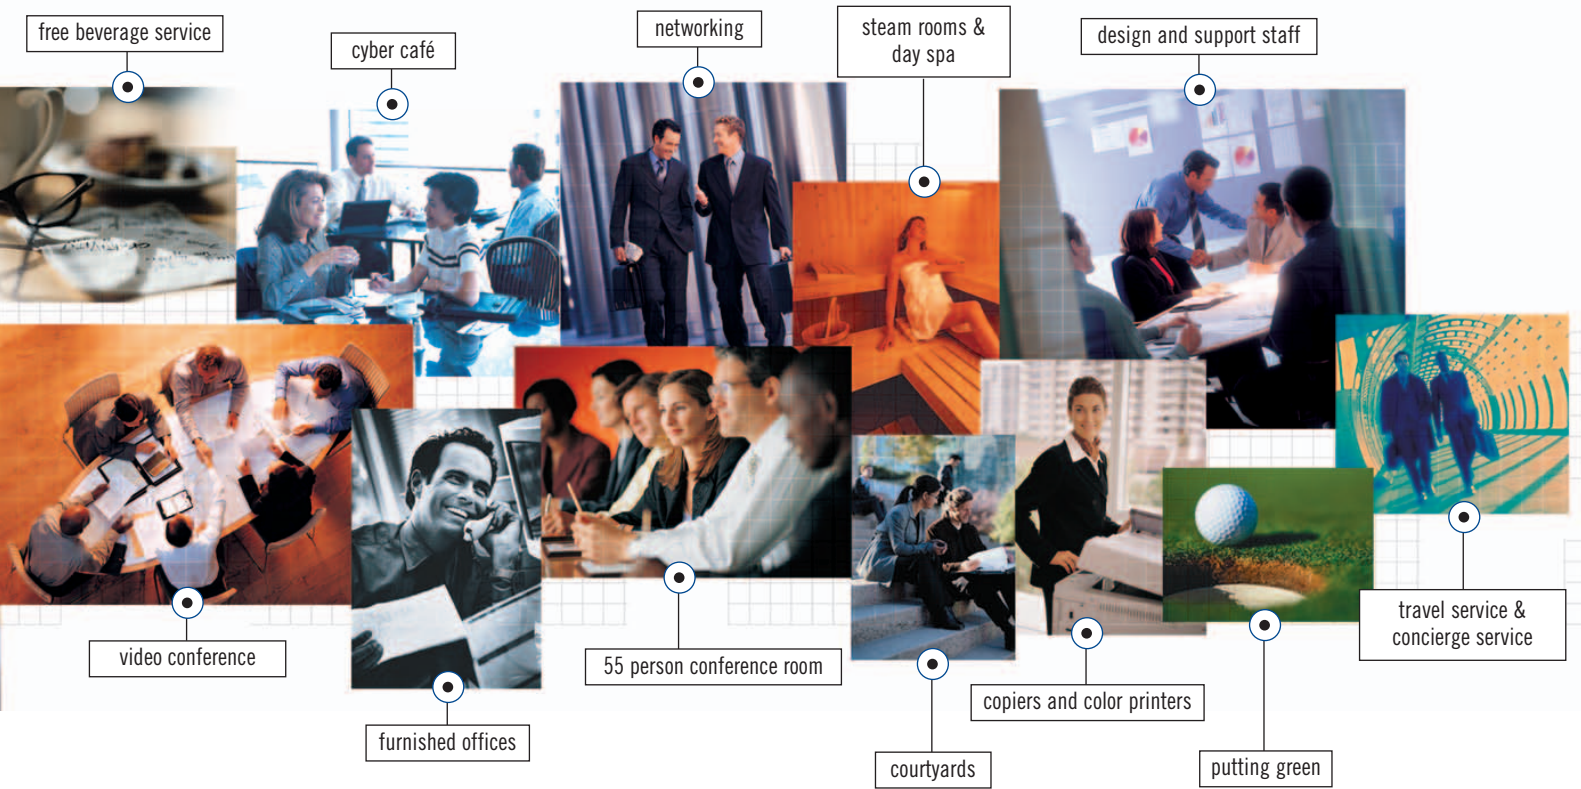 free beverage service
cyber café
networking
steam rooms &
day spa
design and support staff
video conference
furnished offices
55 person conference room
courtyards
copiers and color printers
putting green
travel service &
concierge service